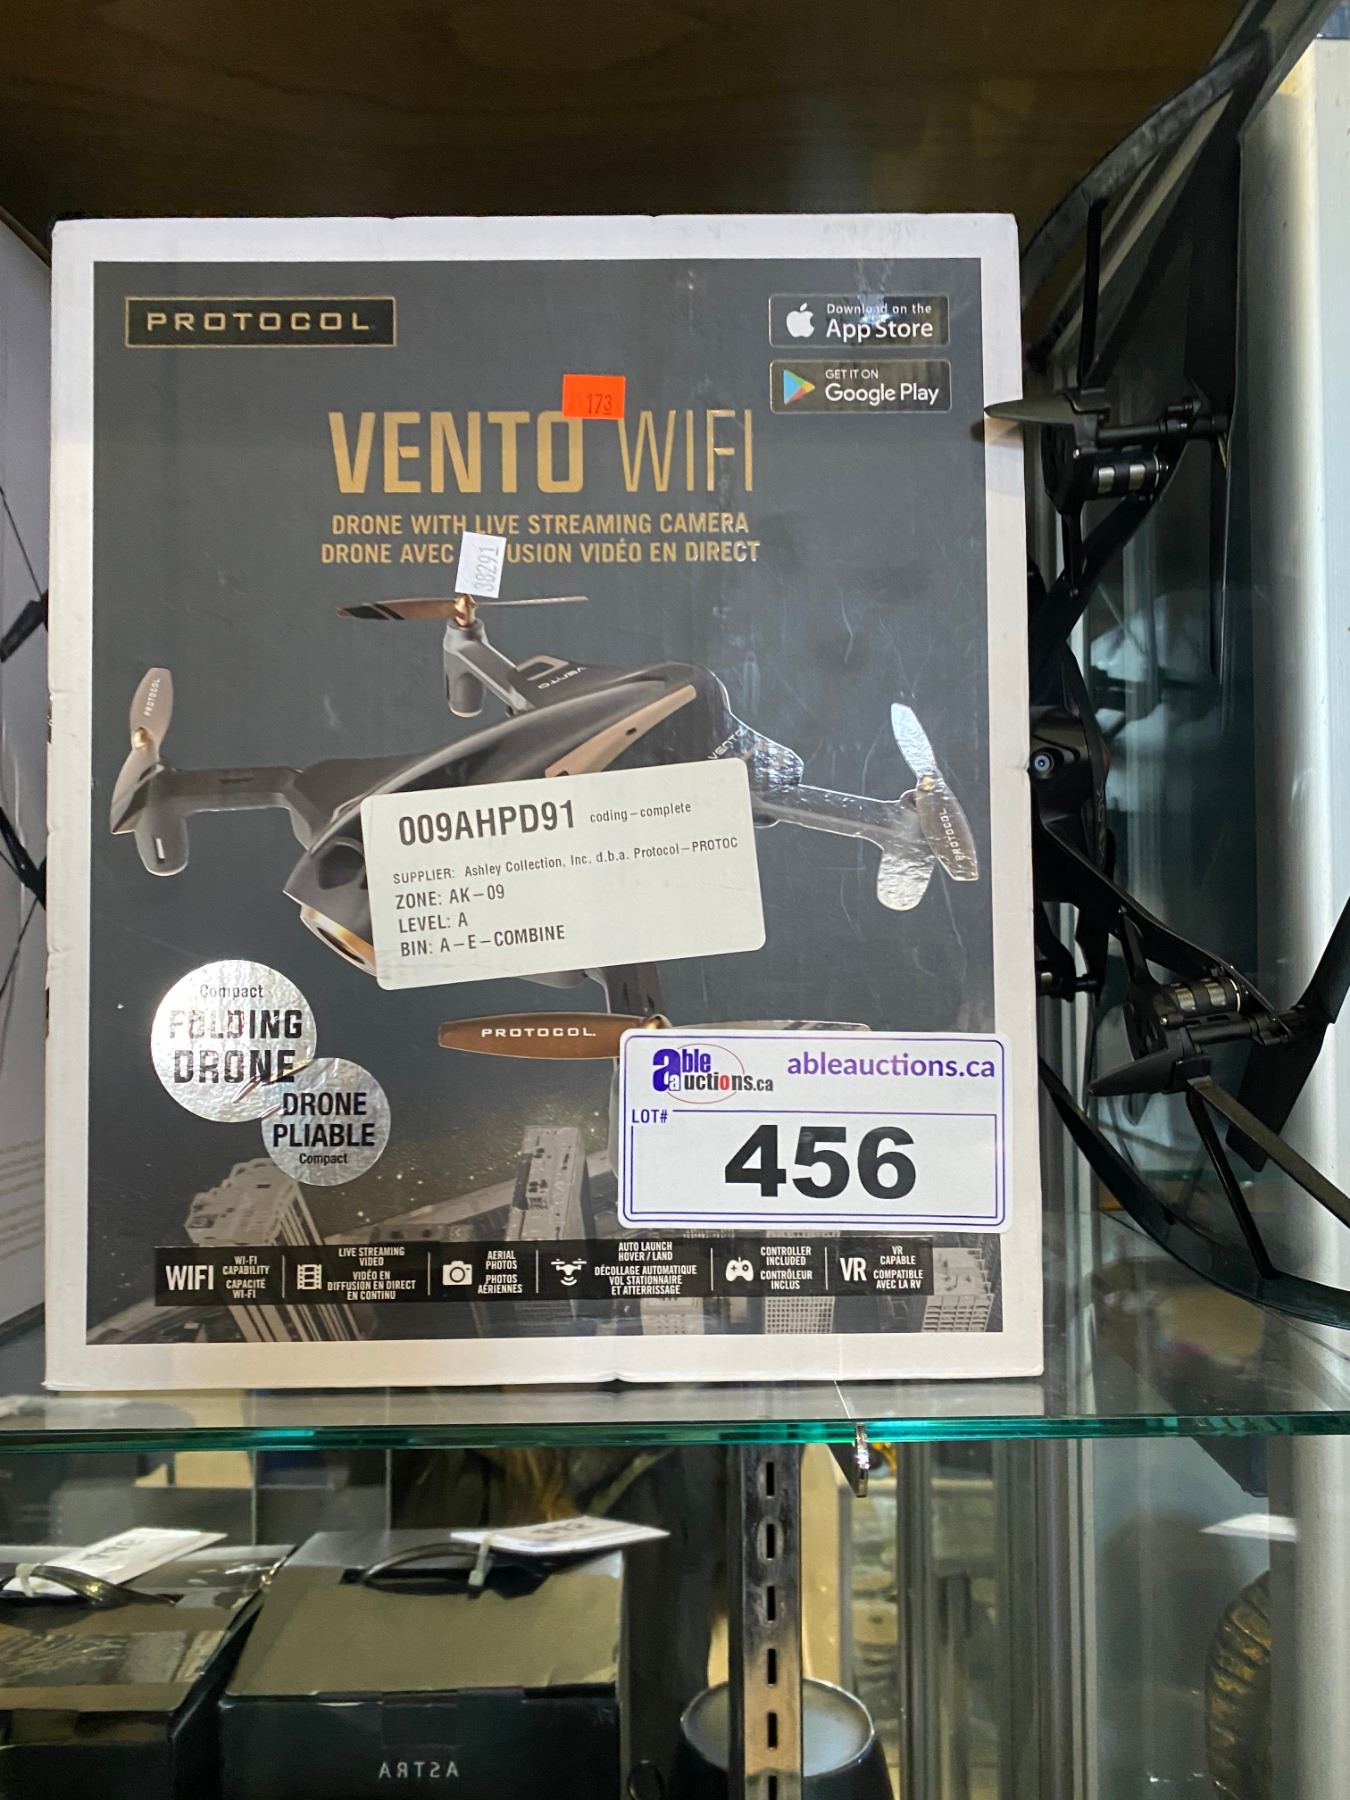 PROTOCOL
Download on the
App Store
GET IT ON
Google Play
173
VENTO WIFI
DRONE WITH LIVE STREAMING CAMERA
DRONE AVEC USION VIDÉO EN DIRECT
38291
PROTOCOL
VENTO
VENTO
PROTOCOL
009AHPD91 coding-complete
SUPPLIER: Ashley Collection, Inc. d.b.a. Protocol-PROTOC
ZONE: AK-09
LEVEL: A
BIN: A-E-COMBINE
Compact
FOLDING
DRONE
DRONE
PLIABLE
Compact
PROTOCOL.
able auctions.ca
ableauctions.ca
LOT#
456
WIFI
WI-FI
CAPABILITY
CAPACITÉ
WI-FI
LIVE STREAMING
VIDEO
VIDÉO EN
DIFFUSION EN DIRECT
EN CONTINU
AERIAL
PHOTOS
PHOTOS
AÉRIENNES
AUTO LAUNCH
HOVER / LAND
DÉCOLLAGE AUTOMATIQUE
VOL STATIONNAIRE
ET ATTERRISSAGE
CONTROLLER
INCLUDED
CONTRÔLEUR
INCLUS
VR
VR
CAPABLE
COMPATIBLE
AVEC LA RV
ASTRA